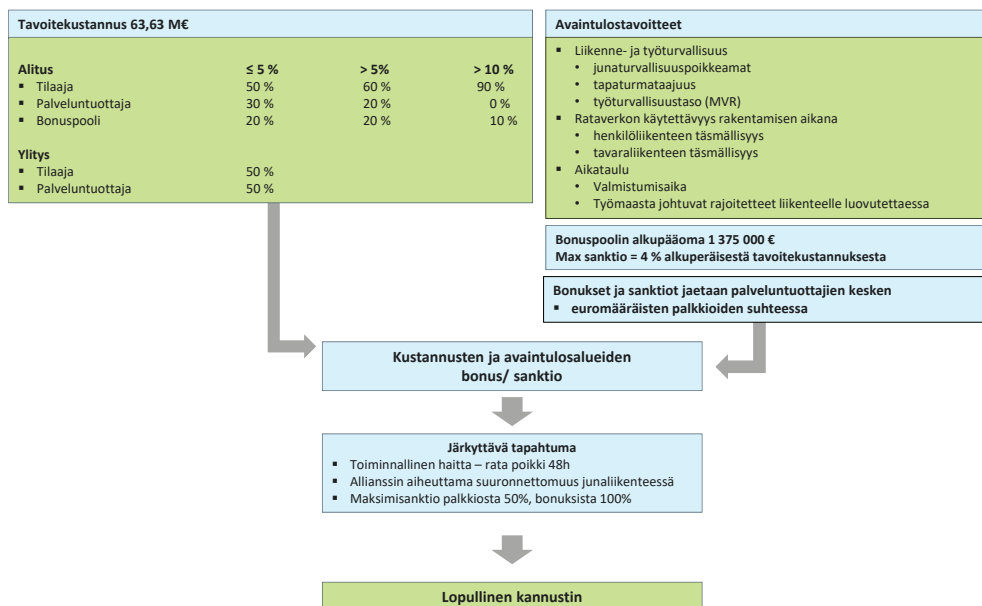 Tavoitekustannus 63,63 M€
Alitus ≤ 5 % > 5% > 10 %
▪ Tilaaja 50 % 60 % 90 %
▪ Palveluntuottaja 30 % 20 % 0 %
▪ Bonuspooli 20 % 20 % 10 %
Ylitys
▪ Tilaaja 50 %
▪ Palveluntuottaja 50 %
Avaintulostavoitteet
▪ Liikenne- ja työturvallisuus
• junaturvallisuuspoikkeamat
• tapaturmataajuus
• työturvallisuustaso (MVR)
▪ Rataverkon käytettävyys rakentamisen aikana
• henkilöliikenteen täsmällisyys
• tavaraliikenteen täsmällisyys
▪ Aikataulu
• Valmistumisaika
• Työmaasta johtuvat rajoitetteet liikenteelle luovutettaessa
Bonuspoolin alkupääoma 1 375 000 €
Max sanktio = 4 % alkuperäisestä tavoitekustannuksesta
Bonukset ja sanktiot jaetaan palveluntuottajien kesken
▪ euromääräisten palkkioiden suhteessa
Kustannusten ja avaintulosalueiden
bonus/ sanktio
Järkyttävä tapahtuma
▪ Toiminnallinen haitta – rata poikki 48h
▪ Allianssin aiheuttama suuronnettomuus junaliikenteessä
▪ Maksimisanktio palkkiosta 50%, bonuksista 100%
Lopullinen kannustin